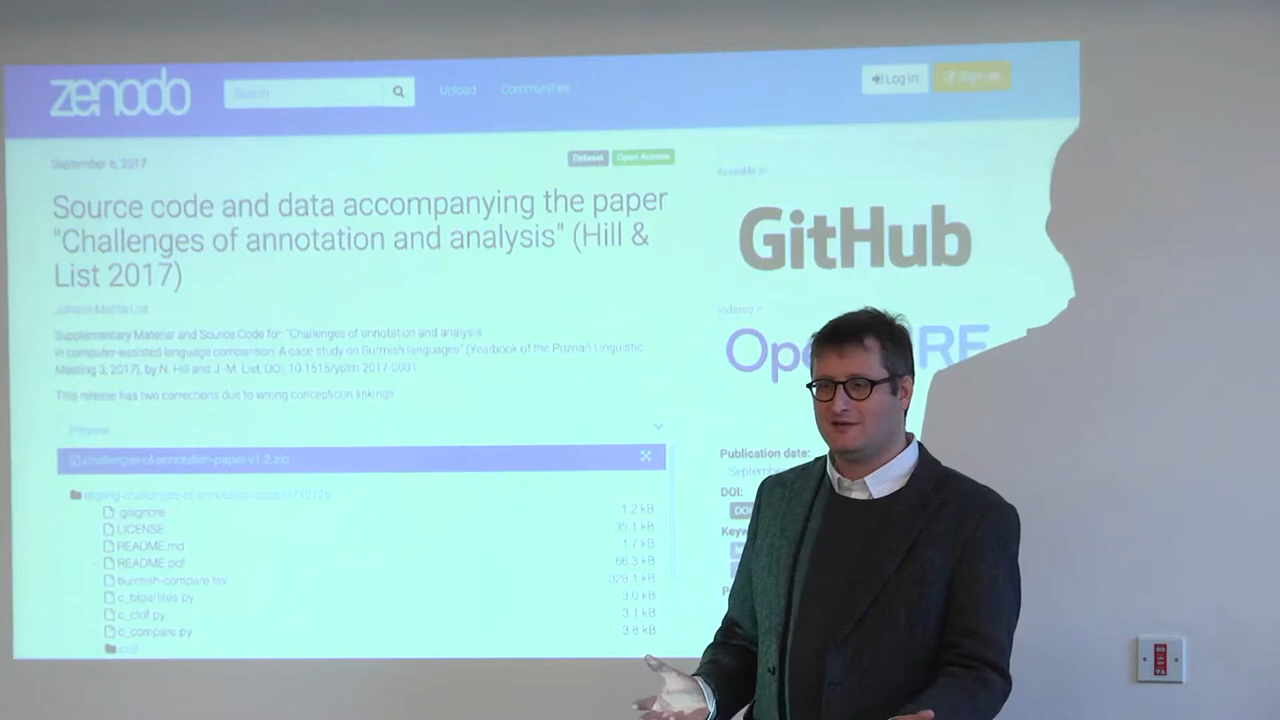 zenodo
Search
Upload
Communities
Log in
Sign up
September 6, 2017
Dataset
Open Access
Source code and data accompanying the paper
"Challenges of annotation and analysis" (Hill &
List 2017)
Johann-Mattis List
Supplementary Material and Source Code for: "Challenges of annotation and analysis
in computer-assisted language comparison: A case study on Burmish languages" (Yearbook of the Poznań Linguistic
Meeting 3, 2017), by N. Hill and J.-M. List, DOI: 10.1515/yplm-2017-0001
This release has two corrections due to wrong concepticon linkings.
Preview
challenges-of-annotation-paper-v1.2.zip
.gitignore 1.2 kB
LICENSE 35.1 kB
README.md 1.7 kB
README.pdf 66.3 kB
burmish-compare.tsv 328.1 kB
c_bipartites.py 3.0 kB
c_cldf.py 3.1 kB
c_compare.py 3.8 kB
Available in
GitHub
Indexed in
Ope RE
Publication date:
Septembe
DOI:
DO
Keyw
P